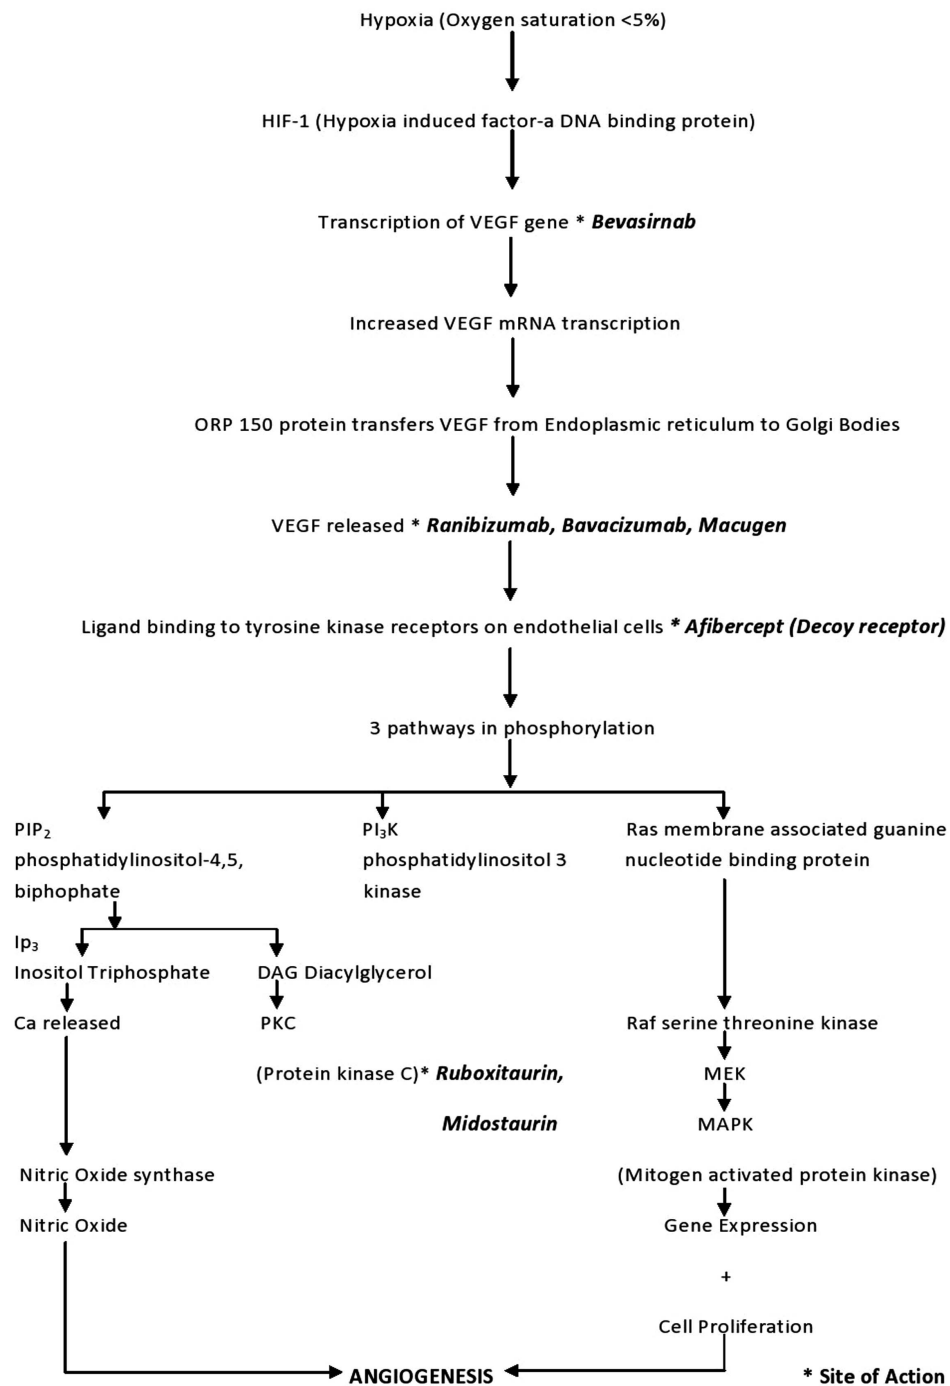 Hypoxia (Oxygen saturation <5%)
HIF-1 (Hypoxia induced factor-a DNA binding protein)
Transcription of VEGF gene * Bevasirnab
Increased VEGF mRNA transcription
ORP 150 protein transfers VEGF from Endoplasmic reticulum to Golgi Bodies
VEGF released * Ranibizumab, Bavacizumab, Macugen
Ligand binding to tyrosine kinase receptors on endothelial cells * Afibercept (Decoy receptor)
3 pathways in phosphorylation
PIP₂
phosphatidylinositol-4,5,
biphophate
PI₃K
phosphatidylinositol 3
kinase
Ras membrane associated guanine
nucleotide binding protein
Ip₃
Inositol Triphosphate
DAG Diacylglycerol
Ca released
PKC
Raf serine threonine kinase
(Protein kinase C)* Ruboxitaurin,
MEK
Midostaurin
MAPK
Nitric Oxide synthase
(Mitogen activated protein kinase)
Nitric Oxide
Gene Expression
+
Cell Proliferation
ANGIOGENESIS
* Site of Action